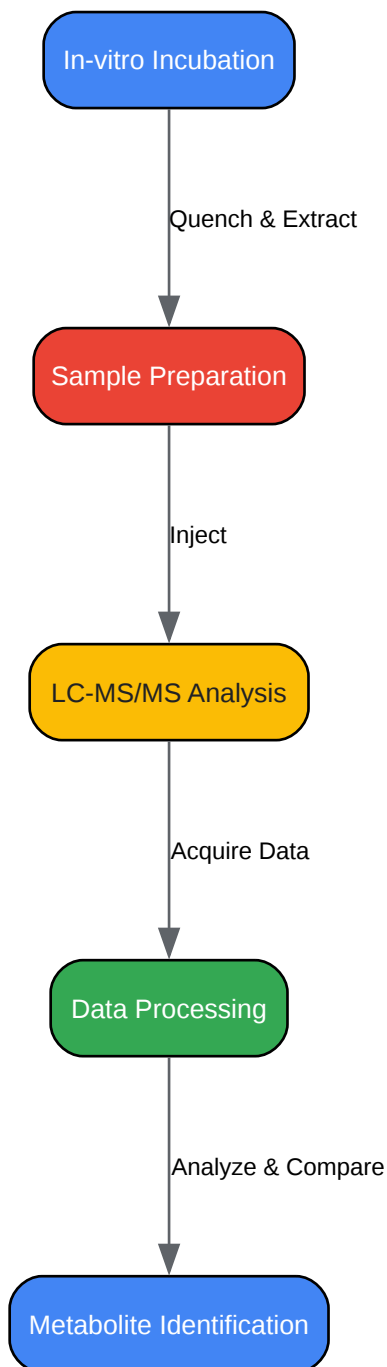 In-vitro Incubation
Quench & Extract
Sample Preparation
Inject
LC-MS/MS Analysis
Acquire Data
Data Processing
Analyze & Compare
Metabolite Identification